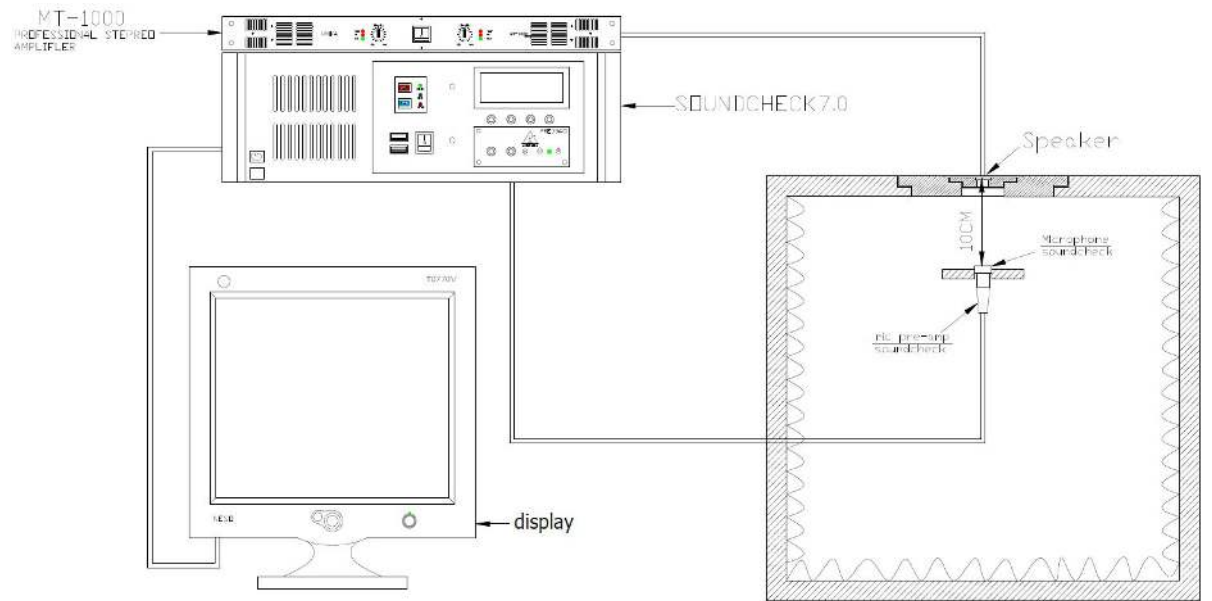 MT-1000
PROFESSIONAL STEPREO
AMPLIFLER
SOUNDCHECK7.0
Speaker
10CM
Microphone
soundcheck
mic pre-amp
soundcheck
display